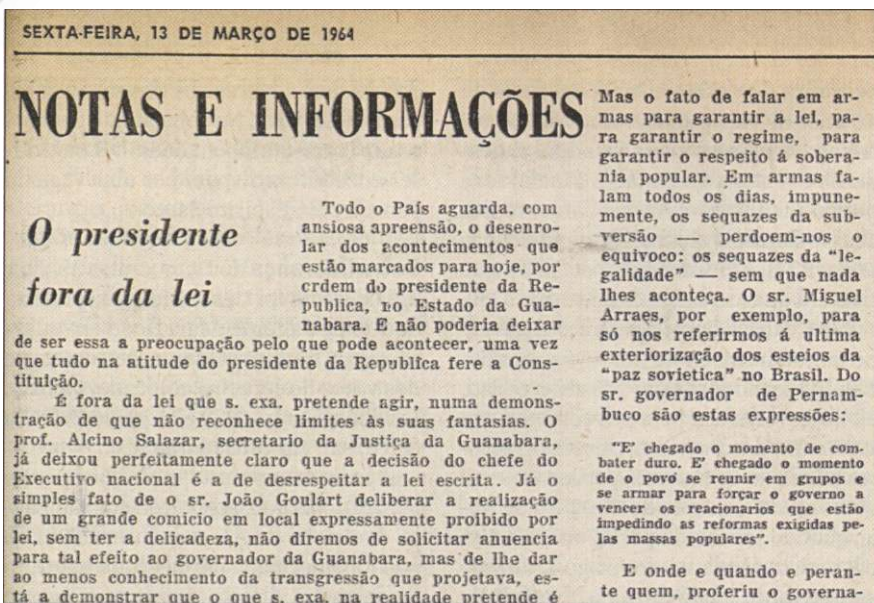 SEXTA-FEIRA, 13 DE MARÇO DE 1964
NOTAS E INFORMAÇÕES
O presidente
fora da lei
Todo o País aguarda, com
ansiosa apreensão, o desenro-
lar dos acontecimentos que
estão marcados para hoje, por
crdem do presidente da Re-
publica, no Estado da Gua-
nabara. E não poderia deixar
de ser essa a preocupação pelo que pode acontecer, uma vez
que tudo na atitude do presidente da Republica fere a Cons-
tituição.
É fora da lei que s. exa. pretende agir, numa demons-
tração de que não reconhece limites às suas fantasias. O
prof. Alcino Salazar, secretario da Justiça da Guanabara,
já deixou perfeitamente claro que a decisão do chefe do
Executivo nacional é a de desrespeitar a lei escrita. Já o
simples fato de o sr. João Goulart deliberar a realização
de um grande comicio em local expressamente proibido por
lei, sem ter a delicadeza, não diremos de solicitar anuencia
para tal efeito ao governador da Guanabara, mas de lhe dar
ao menos conhecimento da transgressão que projetava, es-
tá a demonstrar que o que s. exa. na realidade pretende é
Mas o fato de falar em ar-
mas para garantir a lei, pa-
ra garantir o regime, para
garantir o respeito á sobera-
nia popular. Em armas fa-
lam todos os dias, impune-
mente, os sequazes da sub-
versão — perdoem-nos o
equivoco: os sequazes da "le-
galidade" — sem que nada
lhes aconteça. O sr. Miguel
Arraes, por exemplo, para
só nos referirmos á ultima
exteriorização dos esteios da
"paz sovietica" no Brasil. Do
sr. governador de Pernam-
buco são estas expressões:
"E' chegado o momento de com-
bater duro. E' chegado o momento
de o povo se reunir em grupos e
se armar para forçar o governo a
vencer os reacionarios que estão
impedindo as reformas exigidas pe-
las massas populares".
E onde e quando e peran-
te quem, proferiu o governa-